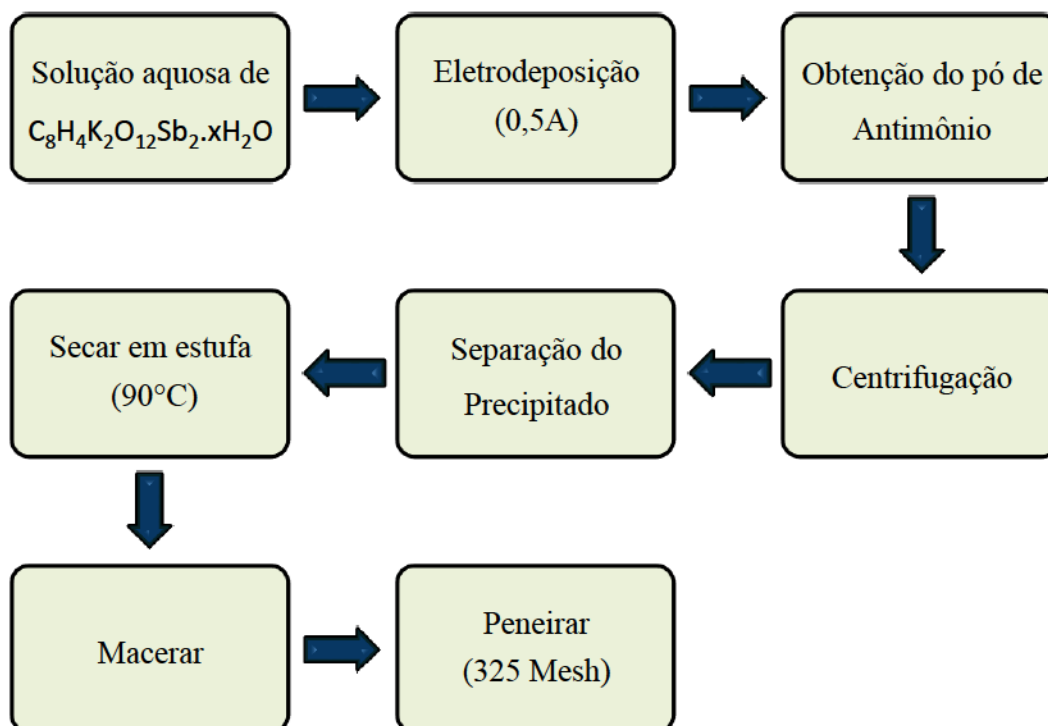 Solução aquosa de
C₈H₄K₂O₁₂Sb₂.xH₂O
Eletrodeposição
(0,5A)
Obtenção do pó de
Antimônio
Centrifugação
Separação do
Precipitado
Secar em estufa
(90°C)
Macerar
Peneirar
(325 Mesh)